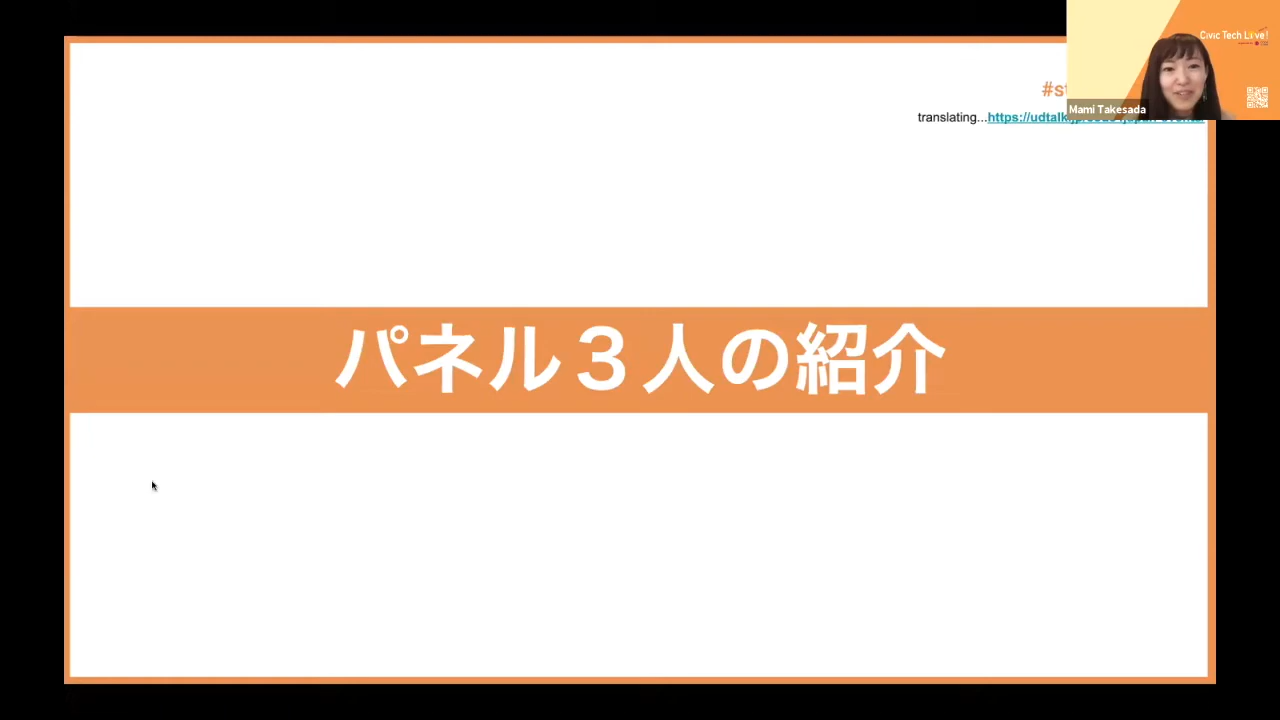 Civic Tech Live!
#st
Mami Takesada
translating...https://udtalk
パネル３人の紹介